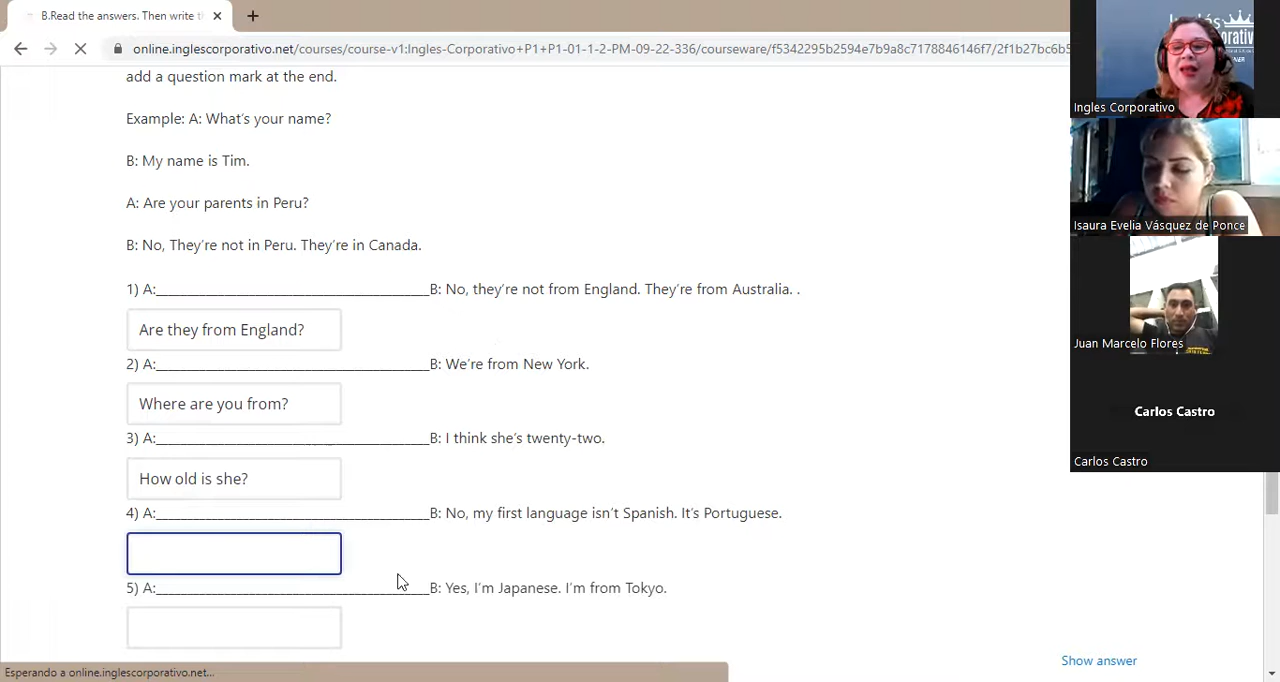 B.Read the answers. Then write t
online.inglescorporativo.net/courses/course-v1:Ingles-Corporativo+P1+P1-01-1-2-PM-09-22-336/courseware/f5342295b2594e7b9a8c7178846146f7/2f1b27bc6b5
add a question mark at the end.
Example: A: What's your name?
B: My name is Tim.
A: Are your parents in Peru?
B: No, They're not in Peru. They're in Canada.
1) A:__________________________________B: No, they're not from England. They're from Australia. .
Are they from England?
2) A:__________________________________B: We're from New York.
Where are you from?
3) A:__________________________________B: I think she's twenty-two.
How old is she?
4) A:__________________________________B: No, my first language isn't Spanish. It's Portuguese.
5) A:__________________________________B: Yes, I'm Japanese. I'm from Tokyo.
Show answer
Esperando a online.inglescorporativo.net...
Ingles Corporativo
Isaura Evelia Vásquez de Ponce
Juan Marcelo Flores
Carlos Castro
Carlos Castro